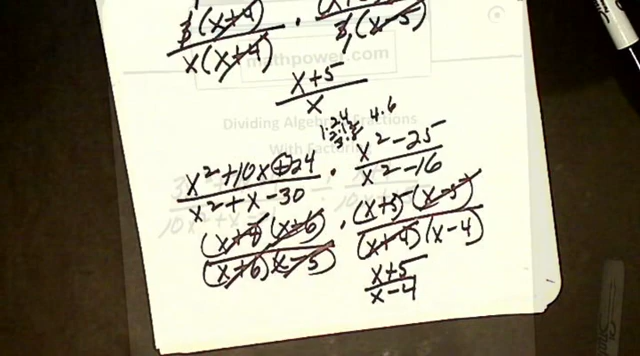 3(x+4) / x(x+4) · (x-5)
mathpower.com
x+5 / x
1·24 4·6
2·12
3·8
Dividing Algebraic Fractions
With Factoring
x²+10x+24 / x²+x-30 · x²-25 / x²-16
(x+4)(x+6) / (x+6)(x-5) · (x+5)(x-5) / (x+4)(x-4)
x+5 / x-4